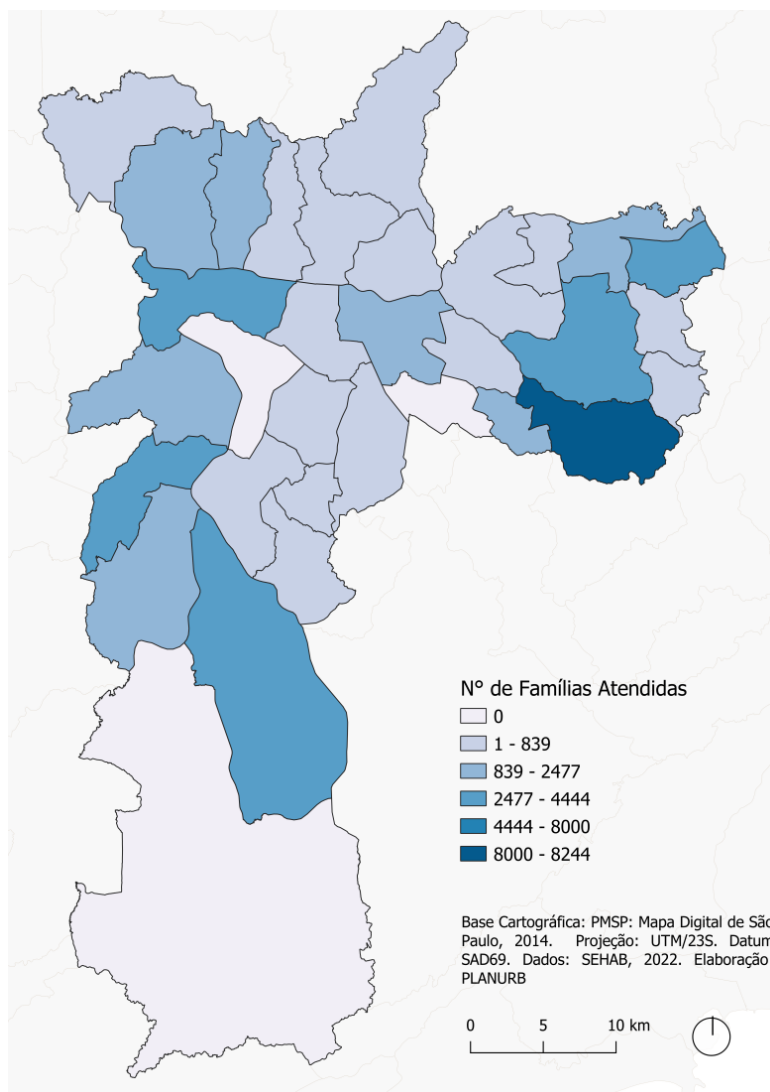 N° de Famílias Atendidas
0
1 - 839
839 - 2477
2477 - 4444
4444 - 8000
8000 - 8244
Base Cartográfica: PMSP: Mapa Digital de São
Paulo, 2014. Projeção: UTM/23S. Datum
SAD69. Dados: SEHAB, 2022. Elaboração
PLANURB
0 5 10 km